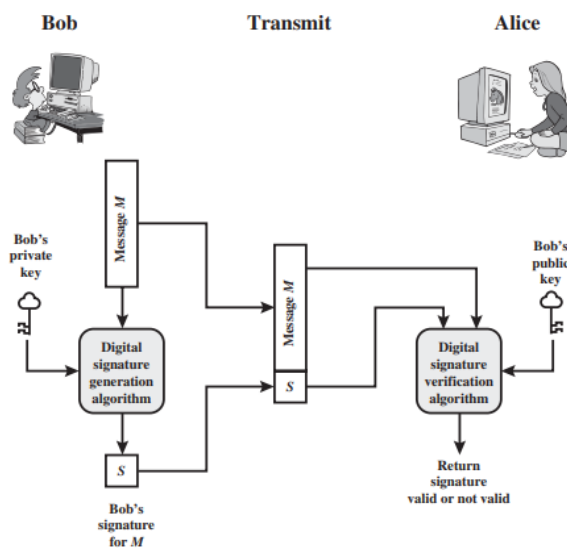 Bob
Transmit
Alice
Message M
Bob's
private
key
Message M
Bob's
public
key
Digital
signature
generation
algorithm
S
Digital
signature
verification
algorithm
S
Bob's
signature
for M
Return
signature
valid or not valid